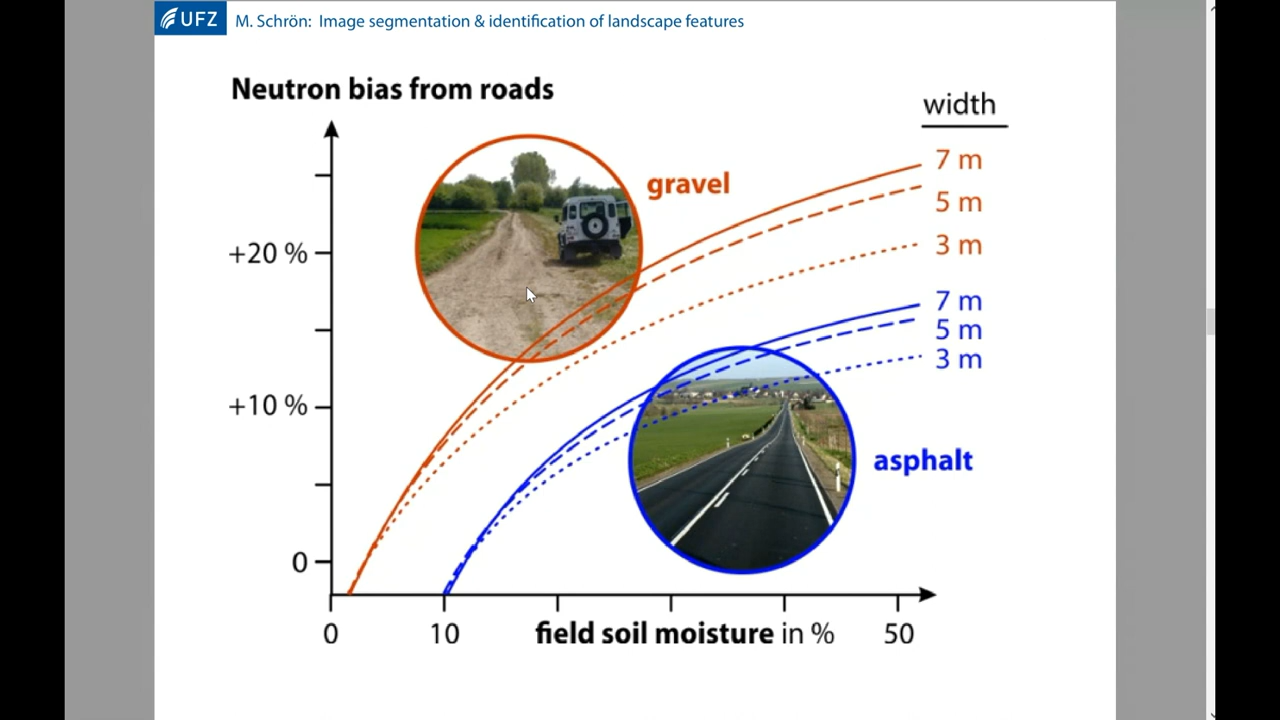 UFZ M. Schrön: Image segmentation & identification of landscape features
Neutron bias from roads
width
7 m
gravel
5 m
+20 %
3 m
7 m
5 m
3 m
+10 %
asphalt
0
0 10 field soil moisture in % 50